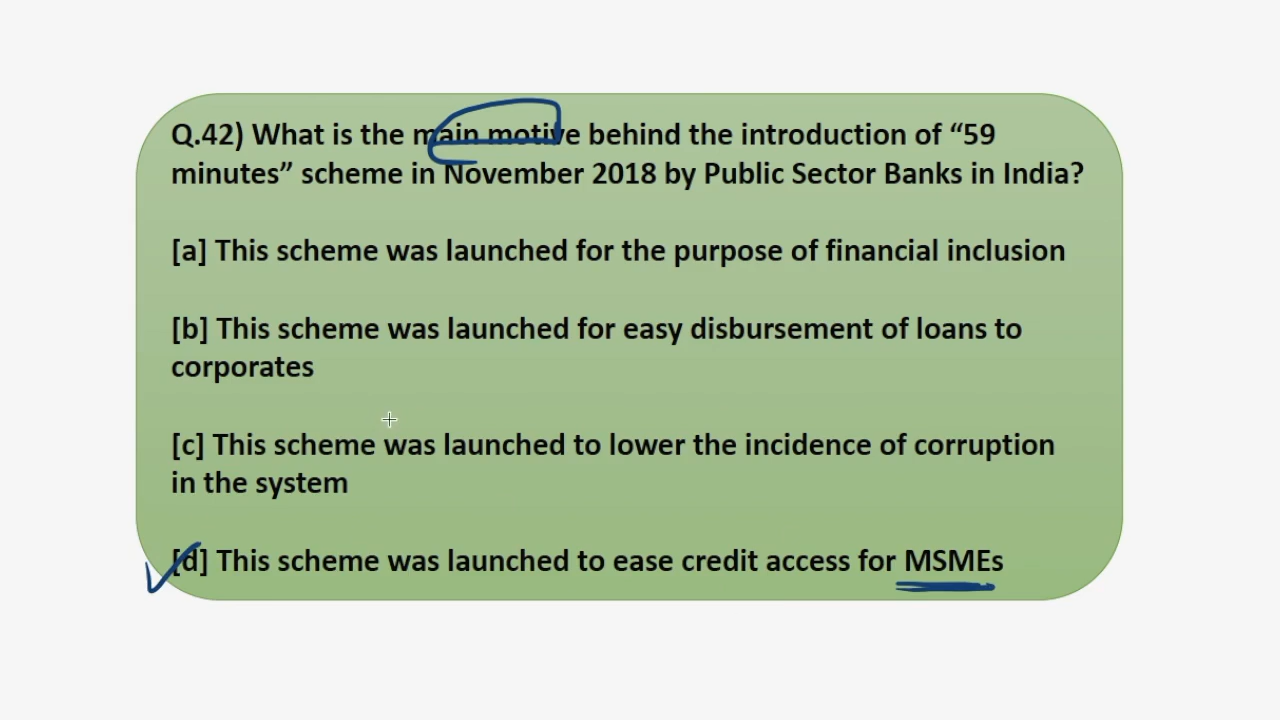 Q.42) What is the main motive behind the introduction of “59
minutes” scheme in November 2018 by Public Sector Banks in India?
[a] This scheme was launched for the purpose of financial inclusion
[b] This scheme was launched for easy disbursement of loans to
corporates
[c] This scheme was launched to lower the incidence of corruption
in the system
[d] This scheme was launched to ease credit access for MSMEs